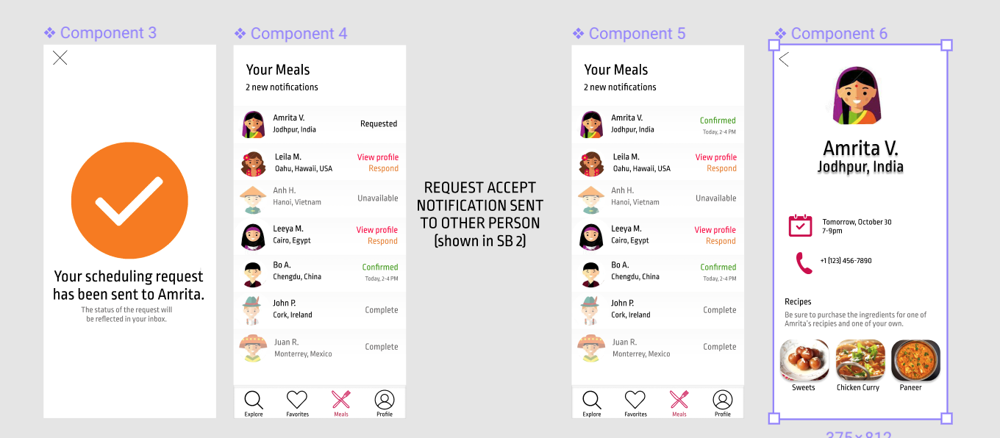 Component 3
Your scheduling request
has been sent to Amrita.
The status of the request will
be reflected in your inbox.
Component 4
Your Meals
2 new notifications
Amrita V.
Jodhpur, India
Requested
Leila M.
Oahu, Hawaii, USA
View profile
Respond
Anh H.
Hanoi, Vietnam
Unavailable
Leeya M.
Cairo, Egypt
View profile
Respond
Bo A.
Chengdu, China
Confirmed
Today, 2-4 PM
John P.
Cork, Ireland
Complete
Juan R.
Monterrey, Mexico
Complete
Explore
Favorites
Meals
Profile
REQUEST ACCEPT
NOTIFICATION SENT
TO OTHER PERSON
(shown in SB 2)
Component 5
Your Meals
2 new notifications
Amrita V.
Jodhpur, India
Confirmed
Today, 2-4 PM
Leila M.
Oahu, Hawaii, USA
View profile
Respond
Anh H.
Hanoi, Vietnam
Unavailable
Leeya M.
Cairo, Egypt
View profile
Respond
Bo A.
Chengdu, China
Confirmed
Today, 2-4 PM
John P.
Cork, Ireland
Complete
Juan R.
Monterrey, Mexico
Complete
Explore
Favorites
Meals
Profile
Component 6
Amrita V.
Jodhpur, India
Tomorrow, October 30
7-9pm
+1 (123) 456-7890
Recipes
Be sure to purchase the ingredients for one of
Amrita's recipies and one of your own.
Sweets
Chicken Curry
Paneer
375×812